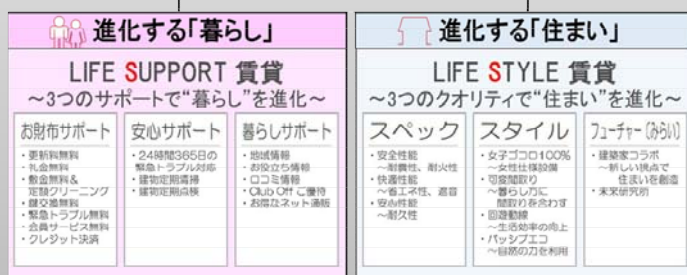 進化する「暮らし」
LIFE SUPPORT 賃貸
～3つのサポートで“暮らし”を進化～
お財布サポート
・更新料無料
・礼金無料
・敷金無料&
定額クリーニング
・鍵交換無料
・緊急トラブル無料
・会員サービス無料
・クレジット決済
安心サポート
・24時間365日の
緊急トラブル対応
・建物定期清掃
・建物定期点検
暮らしサポート
・地域情報
・お役立ち情報
・口コミ情報
・Club Off ご優待
・お得なネット通販
進化する「住まい」
LIFE STYLE 賃貸
～3つのクオリティで“住まい”を進化～
スペック
・安全性能
～耐震性、耐火性
・快適性能
～省エネ性、遮音
・安心性能
～耐久性
スタイル
・女子ゴコロ100%
～女性仕様設備
・可変間取り
～暮らし方に
間取りを合わす
・回遊動線
～生活効率の向上
・パッシブエコ
～自然の力を利用
フューチャー（みらい）
・建築家コラボ
～新しい視点で
住まいを創造
・未来研究所